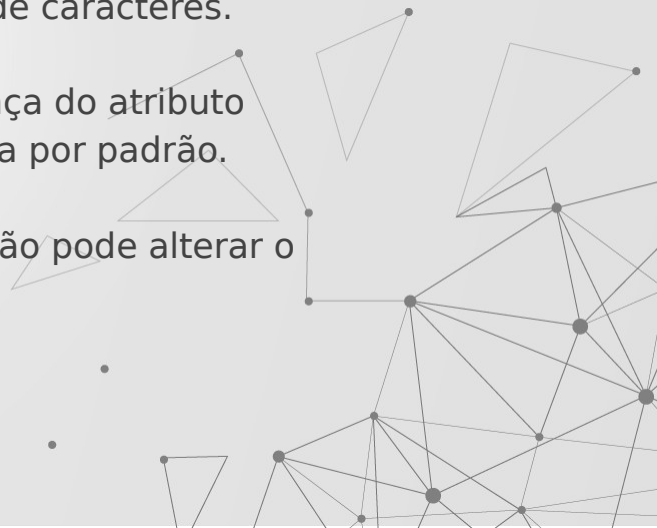 de caracteres.
ça do atributo
a por padrão.
ão pode alterar o